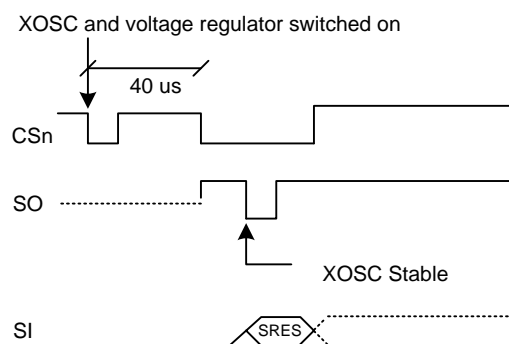 XOSC and voltage regulator switched on
40 us
CSn
SO
XOSC Stable
SI
SRES